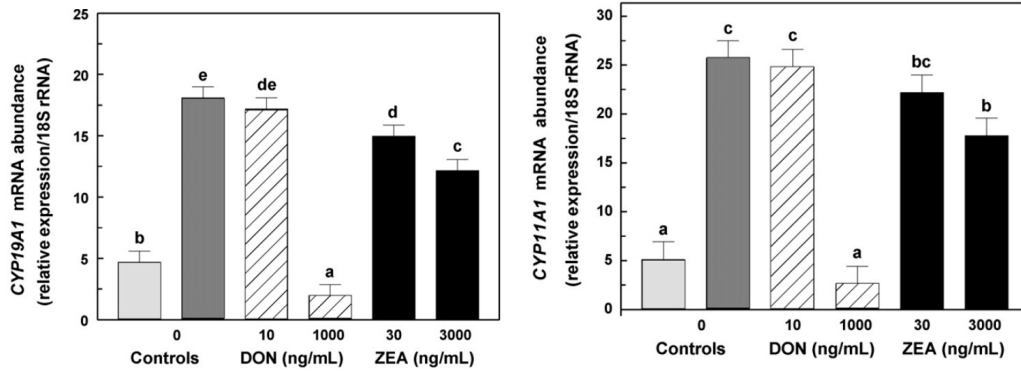 CYP19A1 mRNA abundance
(relative expression/18S rRNA)
25
20
15
10
5
0
b
e
de
a
d
c
0
10
1000
30
3000
Controls
DON (ng/mL)
ZEA (ng/mL)
CYP11A1 mRNA abundance
(relative expression/18S rRNA)
30
25
20
15
10
5
0
a
c
c
a
bc
b
0
10
1000
30
3000
Controls
DON (ng/mL)
ZEA (ng/mL)